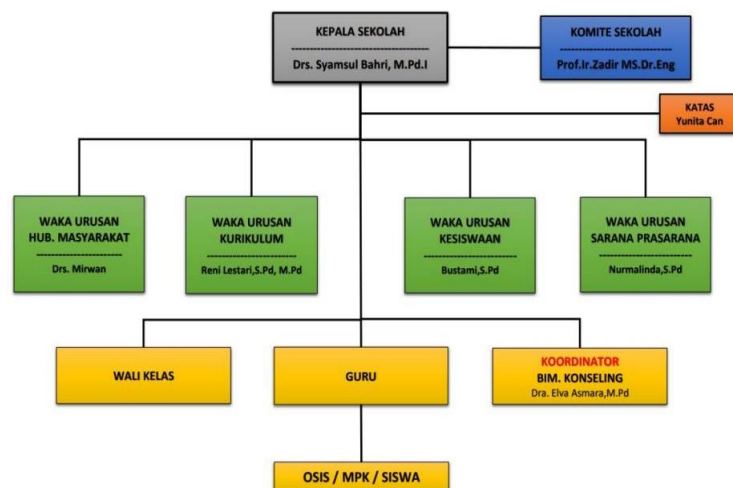 KEPALA SEKOLAH
Drs. Syamsul Bahri, M.Pd.I
KOMITE SEKOLAH
Prof.Ir.Zadir MS.Dr.Eng
KATAS
Yunita Can
WAKA URUSAN
HUB. MASYARAKAT
Drs. Mirwan
WAKA URUSAN
KURIKULUM
Reni Lestari,S.Pd, M.Pd
WAKA URUSAN
KESISWAAN
Bustami,S.Pd
WAKA URUSAN
SARANA PRASARANA
Nurmalinda,S.Pd
WALI KELAS
GURU
KOORDINATOR
BIM. KONSELING
Dra. Elva Asmara,M.Pd
OSIS / MPK / SISWA